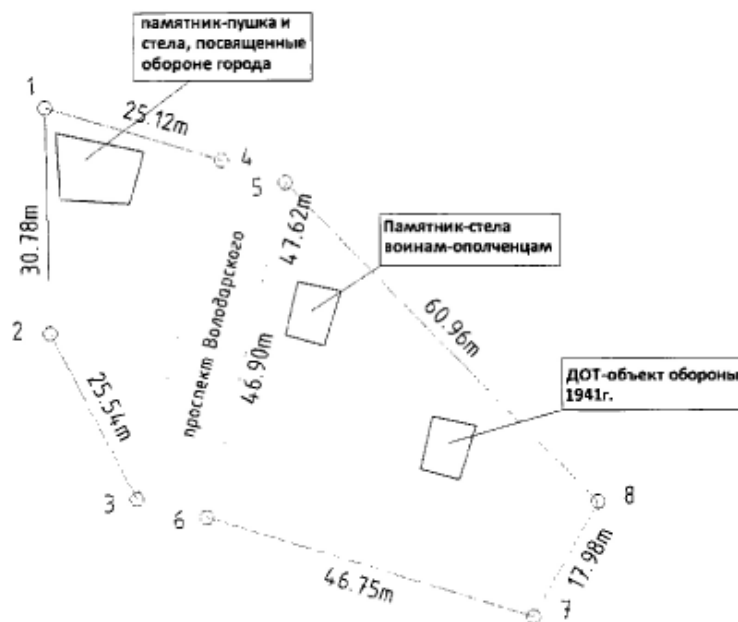 памятник-пушка и
стела, посвященные
обороне города
1
25.12m
4
5
30.78m
47.62m
Памятник-стела
воинам-ополченцам
проспект Володарского
46.90m
60.96m
2
25.54m
ДОТ-объект обороны
1941г.
3
6
8
46.75m
17.98m
7